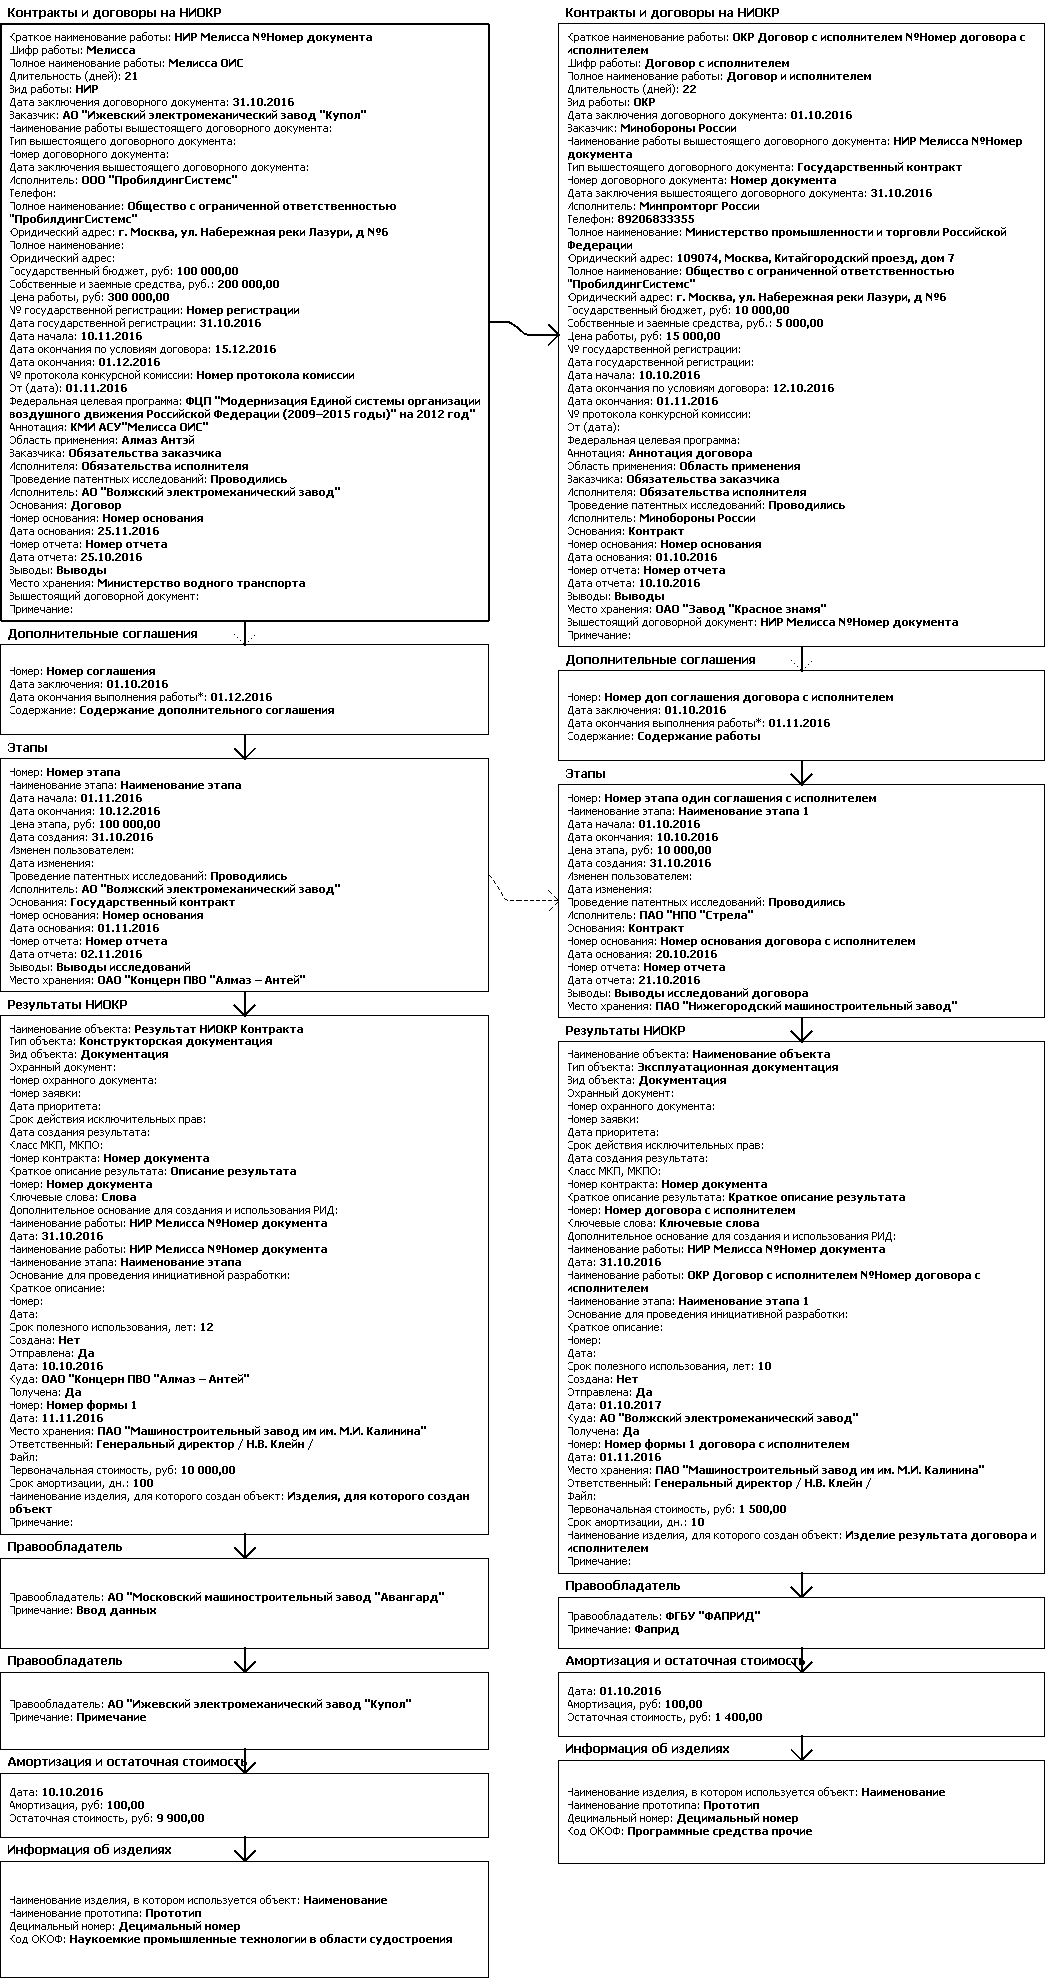 Контракты и договоры на НИОКР
Краткое наименование работы: НИР Мелисса №Номер документа
Шифр работы: Мелисса
Полное наименование работы: Мелисса ОИС
Длительность (дней): 21
Вид работы: НИР
Дата заключения договорного документа: 31.10.2016
Заказчик: АО "Ижевский электромеханический завод "Купол"
Наименование работы вышестоящего договорного документа:
Тип вышестоящего договорного документа:
Номер договорного документа:
Дата заключения вышестоящего договорного документа:
Исполнитель: ООО "ПробилдингСистемс"
Телефон:
Полное наименование: Общество с ограниченной ответственностью
"ПробилдингСистемс"
Юридический адрес: г. Москва, ул. Набережная реки Лазури, д №6
Полное наименование:
Юридический адрес:
Государственный бюджет, руб: 100 000,00
Собственные и заемные средства, руб.: 200 000,00
Цена работы, руб: 300 000,00
№ государственной регистрации: Номер регистрации
Дата государственной регистрации: 31.10.2016
Дата начала: 10.11.2016
Дата окончания по условиям договора: 15.12.2016
Дата окончания: 01.12.2016
№ протокола конкурсной комиссии: Номер протокола комиссии
От (дата): 01.11.2016
Федеральная целевая программа: ФЦП "Модернизация Единой системы организации
воздушного движения Российской Федерации (2009–2015 годы)" на 2012 год"
Аннотация: КМИ АСУ"Мелисса ОИС"
Область применения: Алмаз Антэй
Заказчика: Обязательства заказчика
Исполнителя: Обязательства исполнителя
Проведение патентных исследований: Проводились
Исполнитель: АО "Волжский электромеханический завод"
Основания: Договор
Номер основания: Номер основания
Дата основания: 25.11.2016
Номер отчета: Номер отчета
Дата отчета: 25.10.2016
Выводы: Выводы
Место хранения: Министерство водного транспорта
Вышестоящий договорной документ:
Примечание:
Дополнительные соглашения
Номер: Номер соглашения
Дата заключения: 01.10.2016
Дата окончания выполнения работы*: 01.12.2016
Содержание: Содержание дополнительного соглашения
Этапы
Номер: Номер этапа
Наименование этапа: Наименование этапа
Дата начала: 01.11.2016
Дата окончания: 10.12.2016
Цена этапа, руб: 100 000,00
Дата создания: 31.10.2016
Изменен пользователем:
Дата изменения:
Проведение патентных исследований: Проводились
Исполнитель: АО "Волжский электромеханический завод"
Основания: Государственный контракт
Номер основания: Номер основания
Дата основания: 01.11.2016
Номер отчета: Номер отчета
Дата отчета: 02.11.2016
Выводы: Выводы исследований
Место хранения: ОАО "Концерн ПВО "Алмаз – Антей"
Результаты НИОКР
Наименование объекта: Результат НИОКР Контракта
Тип объекта: Конструкторская документация
Вид объекта: Документация
Охранный документ:
Номер охранного документа:
Номер заявки:
Дата приоритета:
Срок действия исключительных прав:
Дата создания результата:
Класс МКП, МКПО:
Номер контракта: Номер документа
Краткое описание результата: Описание результата
Номер: Номер документа
Ключевые слова: Слова
Дополнительное основание для создания и использования РИД:
Наименование работы: НИР Мелисса №Номер документа
Дата: 31.10.2016
Наименование работы: НИР Мелисса №Номер документа
Наименование этапа: Наименование этапа
Основание для проведения инициативной разработки:
Краткое описание:
Номер:
Дата:
Срок полезного использования, лет: 12
Создана: Нет
Отправлена: Да
Дата: 10.10.2016
Куда: ОАО "Концерн ПВО "Алмаз – Антей"
Получена: Да
Номер: Номер формы 1
Дата: 11.11.2016
Место хранения: ПАО "Машиностроительный завод им им. М.И. Калинина"
Ответственный: Генеральный директор / Н.В. Клейн /
Файл:
Первоначальная стоимость, руб: 10 000,00
Срок амортизации, дн.: 100
Наименование изделия, для которого создан объект: Изделия, для которого создан
объект
Примечание:
Правообладатель
Правообладатель: АО "Московский машиностроительный завод "Авангард"
Примечание: Ввод данных
Правообладатель
Правообладатель: АО "Ижевский электромеханический завод "Купол"
Примечание: Примечание
Амортизация и остаточная стоимость
Дата: 10.10.2016
Амортизация, руб: 100,00
Остаточная стоимость, руб: 9 900,00
Информация об изделиях
Наименование изделия, в котором используется объект: Наименование
Наименование прототипа: Прототип
Децимальный номер: Децимальный номер
Код ОКОФ: Наукоемкие промышленные технологии в области судостроения
Контракты и договоры на НИОКР
Краткое наименование работы: ОКР Договор с исполнителем №Номер договора с
исполнителем
Шифр работы: Договор с исполнителем
Полное наименование работы: Договор и исполнителем
Длительность (дней): 22
Вид работы: ОКР
Дата заключения договорного документа: 01.10.2016
Заказчик: Минобороны России
Наименование работы вышестоящего договорного документа: НИР Мелисса №Номер
документа
Тип вышестоящего договорного документа: Государственный контракт
Номер договорного документа: Номер документа
Дата заключения вышестоящего договорного документа: 31.10.2016
Исполнитель: Минпромторг России
Телефон: 89206833355
Полное наименование: Министерство промышленности и торговли Российской
Федерации
Юридический адрес: 109074, Москва, Китайгородский проезд, дом 7
Полное наименование: Общество с ограниченной ответственностью
"ПробилдингСистемс"
Юридический адрес: г. Москва, ул. Набережная реки Лазури, д №6
Государственный бюджет, руб: 10 000,00
Собственные и заемные средства, руб.: 5 000,00
Цена работы, руб: 15 000,00
№ государственной регистрации:
Дата государственной регистрации:
Дата начала: 10.10.2016
Дата окончания по условиям договора: 12.10.2016
Дата окончания: 01.11.2016
№ протокола конкурсной комиссии:
От (дата):
Федеральная целевая программа:
Аннотация: Аннотация договора
Область применения: Область применения
Заказчика: Обязательства заказчика
Исполнителя: Обязательства исполнителя
Проведение патентных исследований: Проводились
Исполнитель: Минобороны России
Основания: Контракт
Номер основания: Номер основания
Дата основания: 01.10.2016
Номер отчета: Номер отчета
Дата отчета: 10.10.2016
Выводы: Выводы
Место хранения: ОАО "Завод "Красное знамя"
Вышестоящий договорной документ: НИР Мелисса №Номер документа
Примечание:
Дополнительные соглашения
Номер: Номер доп соглашения договора с исполнителем
Дата заключения: 01.10.2016
Дата окончания выполнения работы*: 01.11.2016
Содержание: Содержание работы
Этапы
Номер: Номер этапа один соглашения с исполнителем
Наименование этапа: Наименование этапа 1
Дата начала: 01.10.2016
Дата окончания: 10.10.2016
Цена этапа, руб: 10 000,00
Дата создания: 31.10.2016
Изменен пользователем:
Дата изменения:
Проведение патентных исследований: Проводились
Исполнитель: ПАО "НПО "Стрела"
Основания: Контракт
Номер основания: Номер основания договора с исполнителем
Дата основания: 20.10.2016
Номер отчета: Номер отчета
Дата отчета: 21.10.2016
Выводы: Выводы исследований договора
Место хранения: ПАО "Нижегородский машиностроительный завод"
Результаты НИОКР
Наименование объекта: Наименование объекта
Тип объекта: Эксплуатационная документация
Вид объекта: Документация
Охранный документ:
Номер охранного документа:
Номер заявки:
Дата приоритета:
Срок действия исключительных прав:
Дата создания результата:
Класс МКП, МКПО:
Номер контракта: Номер документа
Краткое описание результата: Краткое описание результата
Номер: Номер договора с исполнителем
Ключевые слова: Ключевые слова
Дополнительное основание для создания и использования РИД:
Наименование работы: НИР Мелисса №Номер документа
Дата: 31.10.2016
Наименование работы: ОКР Договор с исполнителем №Номер договора с
исполнителем
Наименование этапа: Наименование этапа 1
Основание для проведения инициативной разработки:
Краткое описание:
Номер:
Дата:
Срок полезного использования, лет: 10
Создана: Нет
Отправлена: Да
Дата: 01.10.2017
Куда: АО "Волжский электромеханический завод"
Получена: Да
Номер: Номер формы 1 договора с исполнителем
Дата: 01.11.2016
Место хранения: ПАО "Машиностроительный завод им им. М.И. Калинина"
Ответственный: Генеральный директор / Н.В. Клейн /
Файл:
Первоначальная стоимость, руб: 1 500,00
Срок амортизации, дн.: 10
Наименование изделия, для которого создан объект: Изделие результата договора и
исполнителем
Примечание:
Правообладатель
Правообладатель: ФГБУ "ФАПРИД"
Примечание: Фаприд
Амортизация и остаточная стоимость
Дата: 01.10.2016
Амортизация, руб: 100,00
Остаточная стоимость, руб: 1 400,00
Информация об изделиях
Наименование изделия, в котором используется объект: Наименование
Наименование прототипа: Прототип
Децимальный номер: Децимальный номер
Код ОКОФ: Программные средства прочие